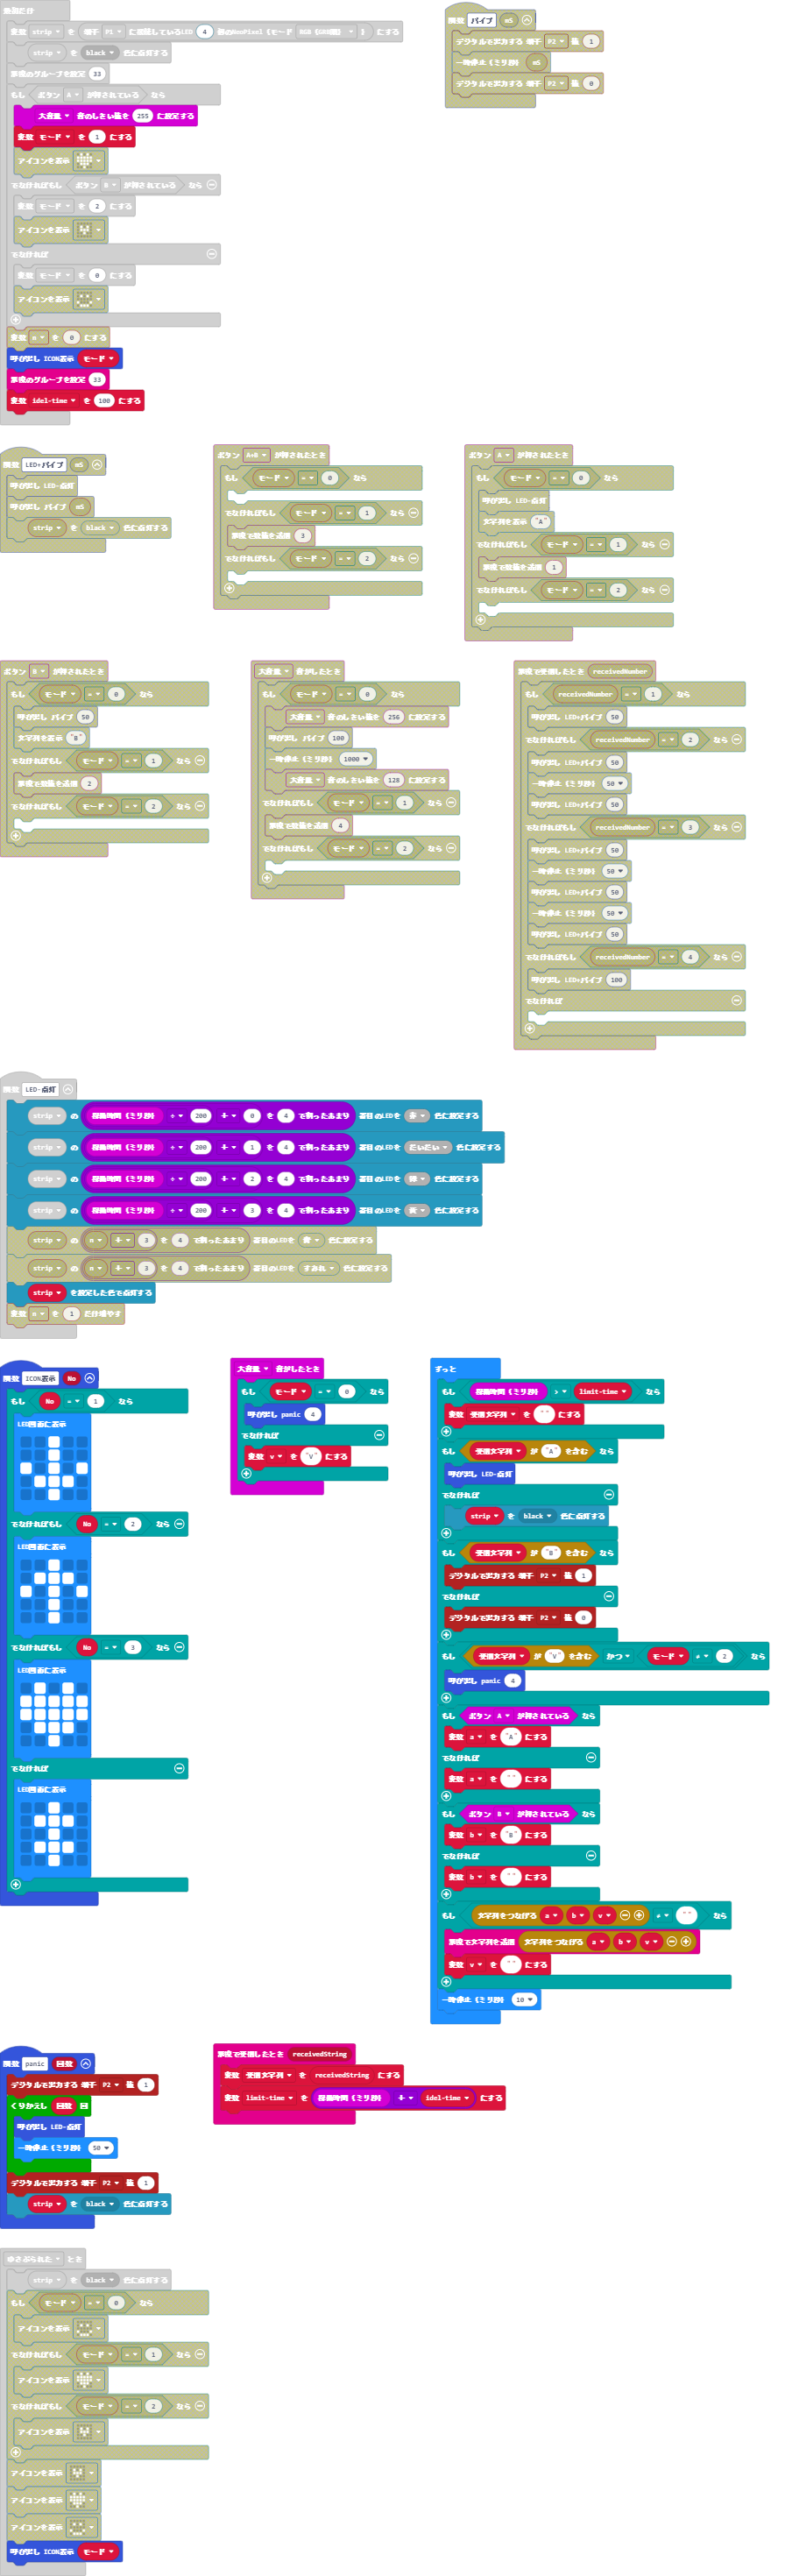 最初だけ
変数 strip を 端子 P1 に接続しているLED 4 個のNeoPixel (モード RGB (GRB順) ) にする
strip を black 色に点灯する
無線のグループを設定 33
もし ボタン A が押されている なら
大音量 音のしきい値を 255 に設定する
変数 モード を 1 にする
アイコンを表示
でなければもし ボタン B が押されている なら
変数 モード を 2 にする
アイコンを表示
でなければ
変数 モード を 0 にする
アイコンを表示
変数 n を 0 にする
呼び出し ICON表示 モード
無線のグループを設定 33
変数 idel-time を 100 にする
関数 バイブ mS
デジタルで出力する 端子 P2 値 1
一時停止 (ミリ秒) mS
デジタルで出力する 端子 P2 値 0
関数 LED+バイブ mS
呼び出し LED-点灯
呼び出し バイブ mS
strip を black 色に点灯する
ボタン A+B が押されたとき
もし モード = 0 なら
でなければもし モード = 1 なら
無線で数値を送信 3
でなければもし モード = 2 なら
ボタン A が押されたとき
もし モード = 0 なら
呼び出し LED-点灯
文字列を表示 "A"
でなければもし モード = 1 なら
無線で数値を送信 1
でなければもし モード = 2 なら
ボタン B が押されたとき
もし モード = 0 なら
呼び出し バイブ 50
文字列を表示 "B"
でなければもし モード = 1 なら
無線で数値を送信 2
でなければもし モード = 2 なら
大音量 音がしたとき
もし モード = 0 なら
大音量 音のしきい値を 256 に設定する
呼び出し バイブ 100
一時停止 (ミリ秒) 1000
大音量 音のしきい値を 128 に設定する
でなければもし モード = 1 なら
無線で数値を送信 4
でなければもし モード = 2 なら
無線で受信したとき receivedNumber
もし receivedNumber = 1 なら
呼び出し LED+バイブ 50
でなければもし receivedNumber = 2 なら
呼び出し LED+バイブ 50
一時停止 (ミリ秒) 50
呼び出し LED+バイブ 50
でなければもし receivedNumber = 3 なら
呼び出し LED+バイブ 50
一時停止 (ミリ秒) 50
呼び出し LED+バイブ 50
一時停止 (ミリ秒) 50
呼び出し LED+バイブ 50
でなければもし receivedNumber = 4 なら
呼び出し LED+バイブ 100
でなければ
関数 LED-点灯
strip の 稼働時間 (ミリ秒) ÷ 200 + 0 を 4 で割ったあまり 番目のLEDを 赤 色に設定する
strip の 稼働時間 (ミリ秒) ÷ 200 + 1 を 4 で割ったあまり 番目のLEDを だいだい 色に設定する
strip の 稼働時間 (ミリ秒) ÷ 200 + 2 を 4 で割ったあまり 番目のLEDを 緑 色に設定する
strip の 稼働時間 (ミリ秒) ÷ 200 + 3 を 4 で割ったあまり 番目のLEDを 黄 色に設定する
strip の n + 3 を 4 で割ったあまり 番目のLEDを 黄 色に設定する
strip の n + 3 を 4 で割ったあまり 番目のLEDを すみれ 色に設定する
strip を設定した色で点灯する
変数 n を 1 だけ増やす
関数 ICON表示 No
もし No = 1 なら
LED画面に表示
でなければもし No = 2 なら
LED画面に表示
でなければもし No = 3 なら
LED画面に表示
でなければ
LED画面に表示
大音量 音がしたとき
もし モード = 0 なら
呼び出し panic 4
でなければ
変数 v を "V" にする
ずっと
もし 稼働時間 (ミリ秒) > limit-time なら
変数 受信文字列 を "" にする
もし 受信文字列 が "A" を含む なら
呼び出し LED-点灯
でなければ
strip を black 色に点灯する
もし 受信文字列 が "B" を含む なら
デジタルで出力する 端子 P2 値 1
でなければ
デジタルで出力する 端子 P2 値 0
もし 受信文字列 が "V" を含む かつ モード ≠ 2 なら
呼び出し panic 4
もし ボタン A が押されている なら
変数 a を "A" にする
でなければ
変数 a を "" にする
もし ボタン B が押されている なら
変数 b を "B" にする
でなければ
変数 b を "" にする
もし 文字列をつなげる a b v ≠ "" なら
無線で文字列を送信 文字列をつなげる a b v
変数 v を "" にする
一時停止 (ミリ秒) 10
関数 panic 回数
デジタルで出力する 端子 P2 値 1
くりかえし 回数 回
呼び出し LED-点灯
一時停止 (ミリ秒) 50
デジタルで出力する 端子 P2 値 1
strip を black 色に点灯する
無線で受信したとき receivedString
変数 受信文字列 を receivedString にする
変数 limit-time を 稼働時間 (ミリ秒) + idel-time にする
ゆさぶられた とき
strip を black 色に点灯する
もし モード = 0 なら
アイコンを表示
でなければもし モード = 1 なら
アイコンを表示
でなければもし モード = 2 なら
アイコンを表示
アイコンを表示
アイコンを表示
アイコンを表示
呼び出し ICON表示 モード